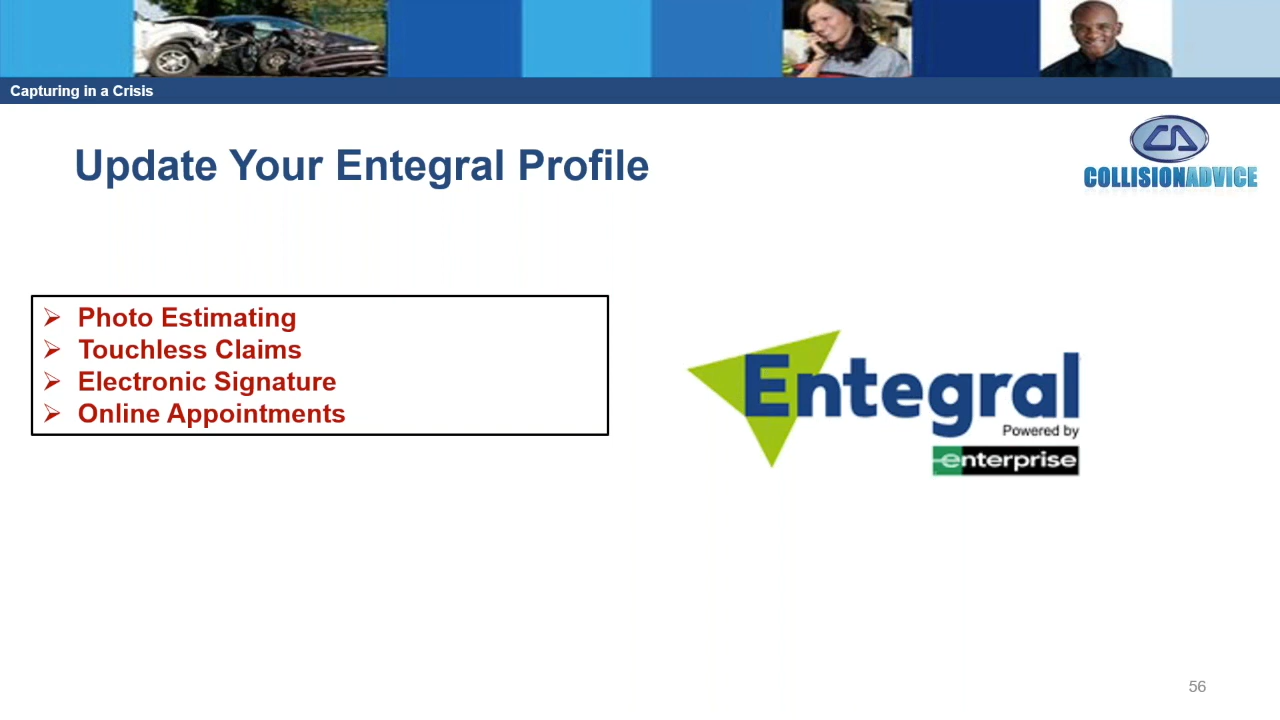 Capturing in a Crisis
Update Your Entegral Profile
COLLISIONADVICE
Photo Estimating
Touchless Claims
Electronic Signature
Online Appointments
Entegral
Powered by
enterprise
56